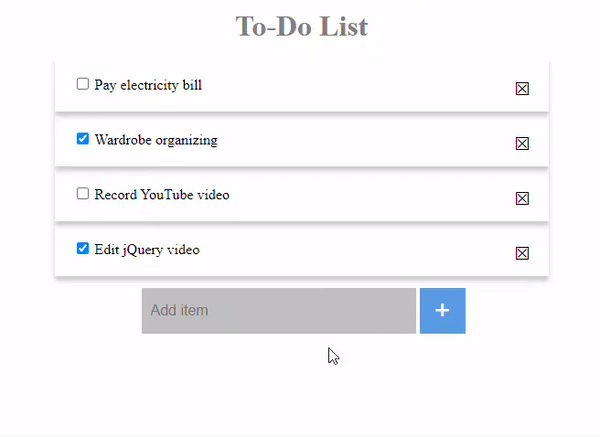 To-Do List
Pay electricity bill
Wardrobe organizing
Record YouTube video
Edit jQuery video
Add item
+